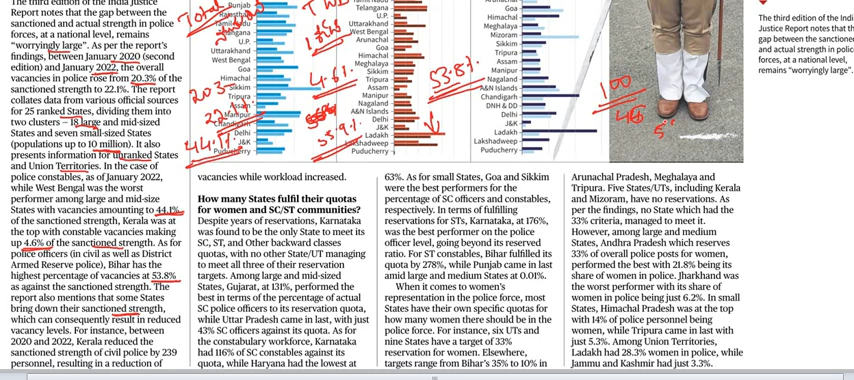 The third edition of the India Justice
Report notes that the gap between the
sanctioned and actual strength in police
forces, at a national level, remains
“worryingly large”. As per the report’s
findings, between January 2020 (second
edition) and January 2022, the overall
vacancies in police rose from 20.3% of the
sanctioned strength to 22.1%. The report
collates data from various official sources
for 25 ranked States, dividing them into
two clusters – 18 large and mid-sized
States and seven small-sized States
(populations up to 10 million). It also
presents information for unranked States
and Union Territories. In the case of
police constables, as of January 2022,
while West Bengal was the worst
performer among large and mid-size
States with vacancies amounting to 44.1%
of the sanctioned strength, Kerala was at
the top with constable vacancies making
up 4.6% of the sanctioned strength. As for
police officers (in civil as well as District
Armed Reserve police), Bihar has the
highest percentage of vacancies at 53.8%
as against the sanctioned strength. The
report also mentions that some States
bring down their sanctioned strength,
which can consequently result in reduced
vacancy levels. For instance, between
2020 and 2022, Kerala reduced the
sanctioned strength of civil police by 239
personnel, resulting in a reduction of
Punjab
Rajasthan
Tamil Nadu
Telangana
U.P.
Uttarakhand
West Bengal
Goa
Himachal
Meghalaya
Sikkim
Tripura
Assam
Manipur
Chandigarh
Delhi
J&K
Puducherry
Telangana
U.P.
Uttarakhand
West Bengal
Arunachal
Goa
Himachal
Meghalaya
Sikkim
Tripura
Assam
Manipur
Nagaland
A&N Islands
Delhi
J&K
Ladakh
Lakshadweep
Puducherry
Goa
Himachal
Meghalaya
Mizoram
Sikkim
Tripura
Assam
Manipur
Nagaland
A&N Islands
Chandigarh
DNH & DD
Delhi
J&K
Ladakh
Lakshadweep
Puducherry
Total
4.6%
44.1%
53.8%
55.9%
100
46
vacancies while workload increased.
How many States fulfil their quotas
for women and SC/ST communities?
Despite years of reservations, Karnataka
was found to be the only State to meet its
SC, ST, and Other backward classes
quotas, with no other State/UT managing
to meet all three of their reservation
targets. Among large and mid-sized
States, Gujarat, at 131%, performed the
best in terms of the percentage of actual
SC police officers to its reservation quota,
while Uttar Pradesh came in last, with just
43% SC officers against its quota. As for
the constabulary workforce, Karnataka
had 116% of SC constables against its
quota, while Haryana had the lowest at
63%. As for small States, Goa and Sikkim
were the best performers for the
percentage of SC officers and constables,
respectively. In terms of fulfilling
reservations for STs, Karnataka, at 176%,
was the best performer on the police
officer level, going beyond its reserved
ratio. For ST constables, Bihar fulfilled its
quota by 278%, while Punjab came in last
amid large and medium States at 0.01%.
When it comes to women’s
representation in the police force, most
States have their own specific quotas for
how many women there should be in the
police force. For instance, six UTs and
nine States have a target of 33%
reservation for women. Elsewhere,
targets range from Bihar’s 35% to 10% in
Arunachal Pradesh, Meghalaya and
Tripura. Five States/UTs, including Kerala
and Mizoram, have no reservations. As
per the findings, no State which had the
33% criteria, managed to meet it.
However, among large and medium
States, Andhra Pradesh which reserves
33% of overall police posts for women,
performed the best with 21.8% being its
share of women in police. Jharkhand was
the worst performer with its share of
women in police being just 6.2%. In small
States, Himachal Pradesh was at the top
with 14% of police personnel being
women, while Tripura came in last with
just 5.3%. Among Union Territories,
Ladakh had 28.3% women in police, while
Jammu and Kashmir had just 3.3%.
The third edition of the Indi
Justice Report notes that th
gap between the sanctione
and actual strength in polic
forces, at a national level,
remains “worryingly large”.